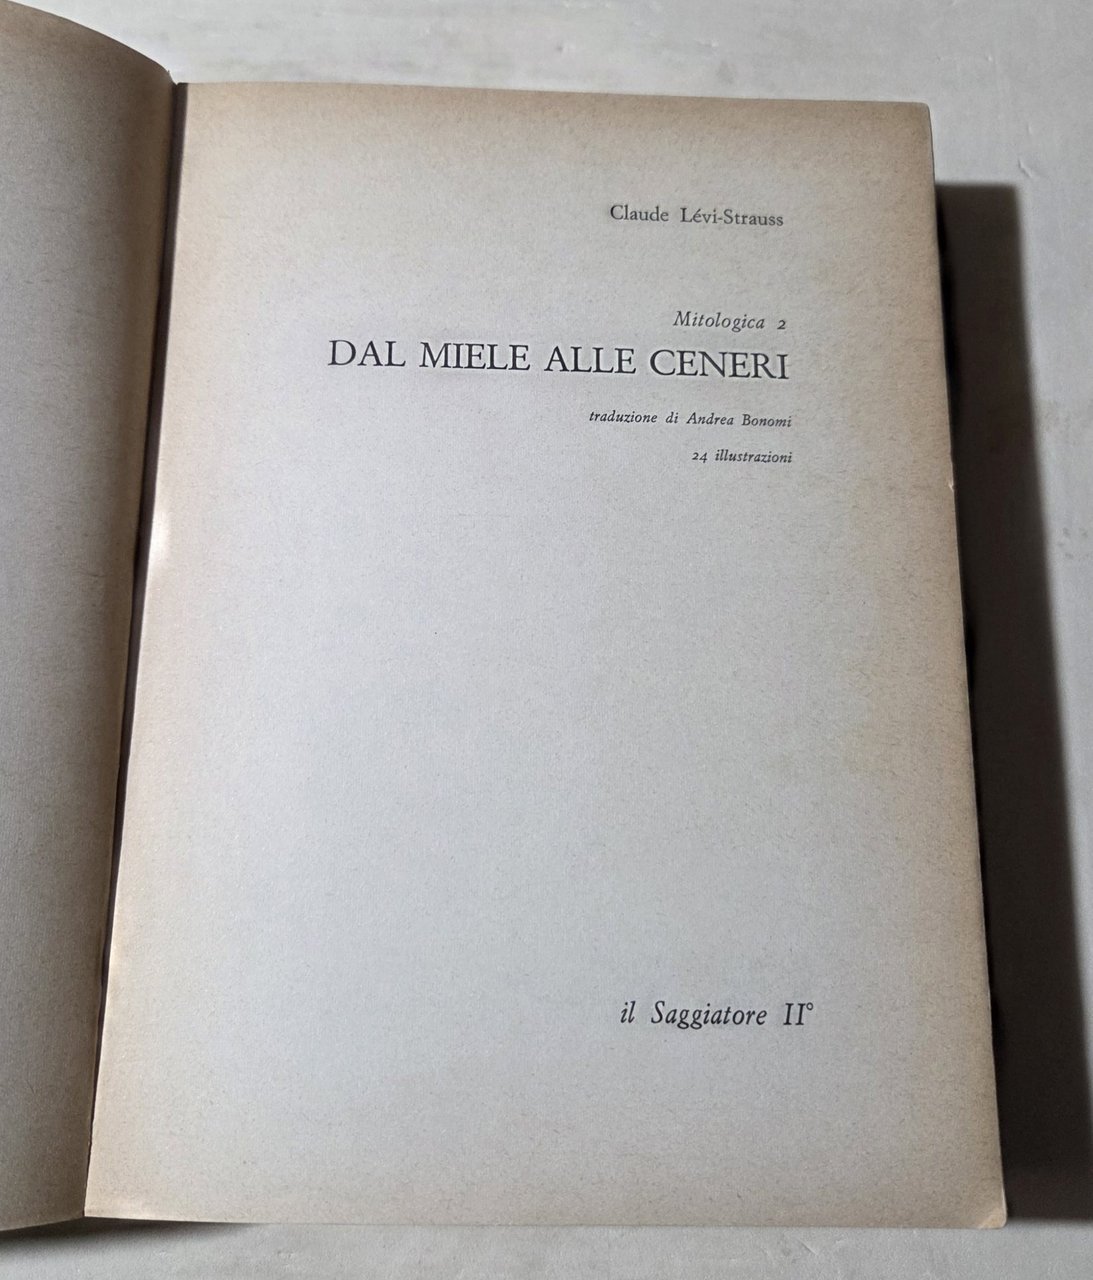 Claude Lévi-Strauss
Mitologica 2
DAL MIELE ALLE CENERI
traduzione di Andrea Bonomi
24 illustrazioni
il Saggiatore II°